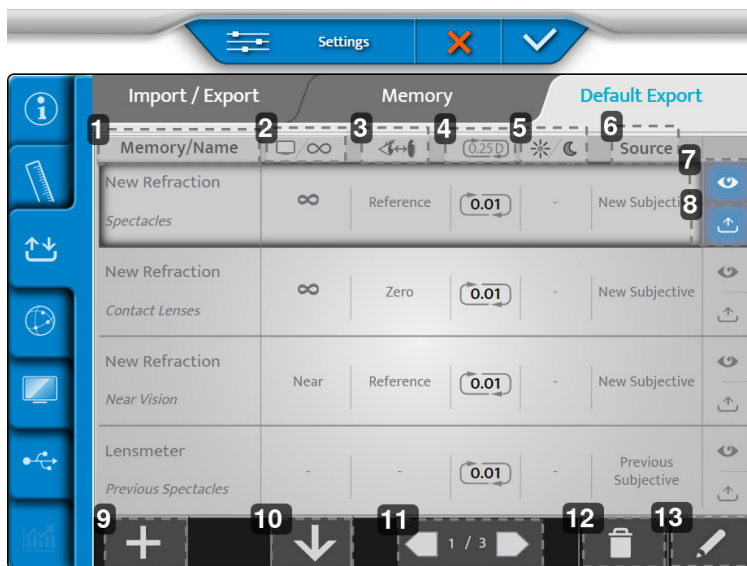 Settings
Import / Export
Memory
Default Export
1 2 3 4 5 6
Memory/Name
0.25 D
Source
7
New Refraction
Spectacles
∞ Reference 0.01 - New Subjecti
8
New Refraction
Contact Lenses
∞ Zero 0.01 - New Subjective
New Refraction
Near Vision
Near Reference 0.01 - New Subjective
Lensmeter
Previous Spectacles
- - 0.01 - Previous
Subjective
9 10 11 12 13
1 / 3